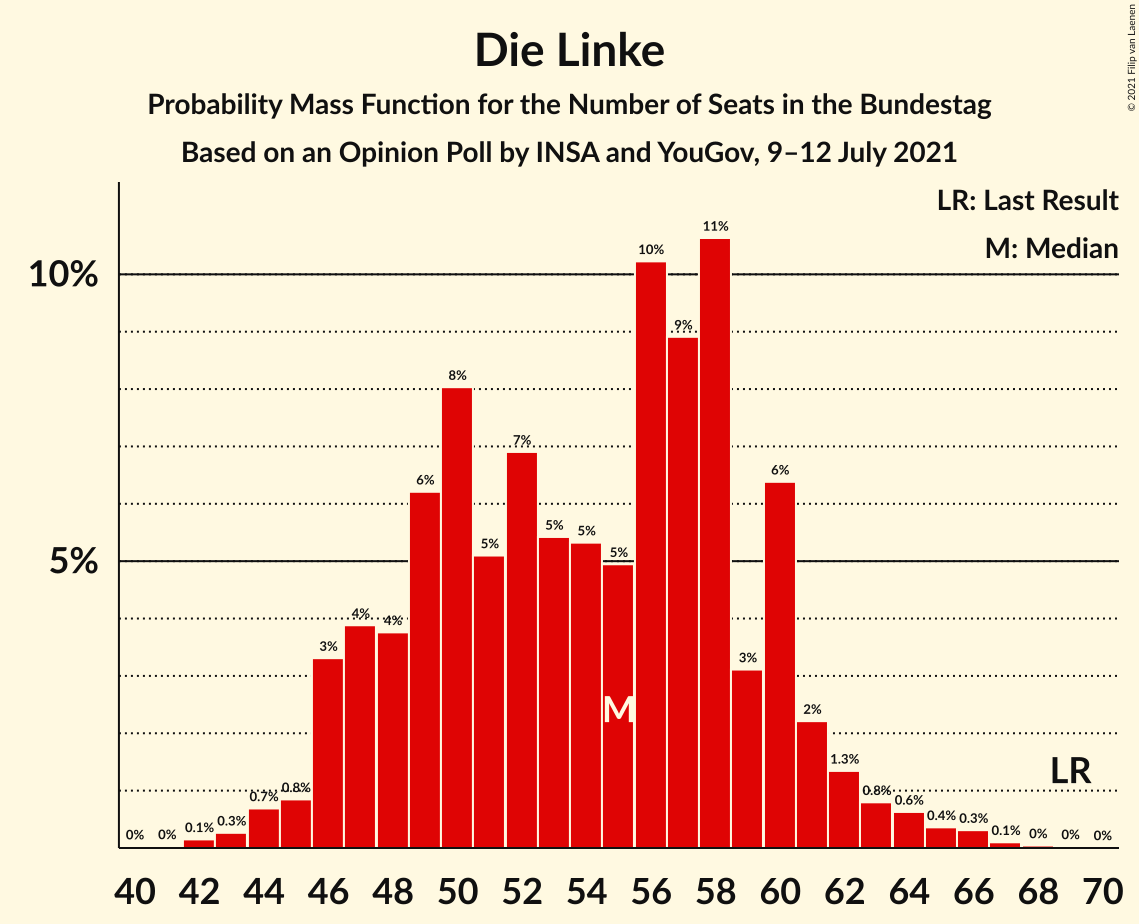 Die Linke
Probability Mass Function for the Number of Seats in the Bundestag
Based on an Opinion Poll by INSA and YouGov, 9–12 July 2021
© 2021 Filip van Laenen
LR: Last Result
M: Median
10%
5%
0% 0% 0.1% 0.3% 0.7% 0.8% 3% 4% 4% 6% 8% 5% 7% 5% 5% 5% 10% 9% 11% 3% 6% 2% 1.3% 0.8% 0.6% 0.4% 0.3% 0.1% 0% 0% 0%
M
LR
40 42 44 46 48 50 52 54 56 58 60 62 64 66 68 70